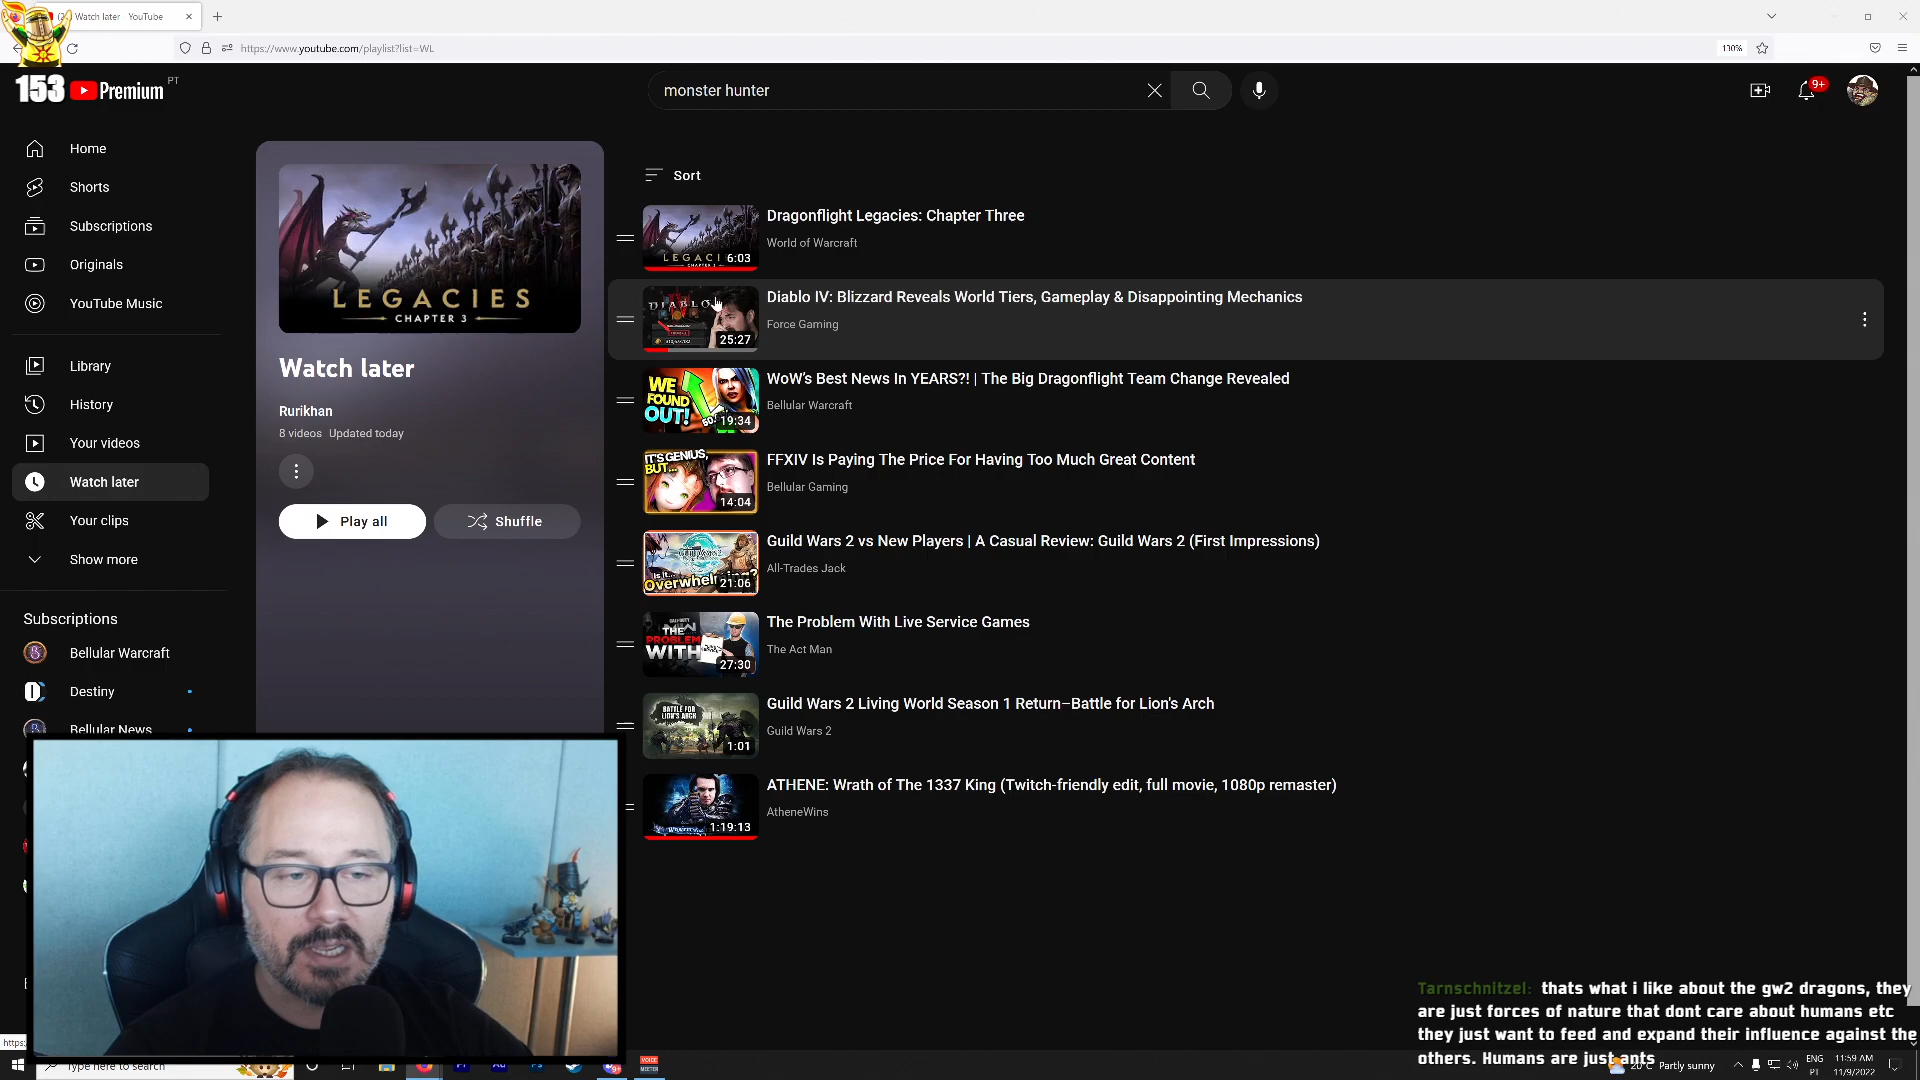 Watch later - YouTube
https://www.youtube.com/playlist?list=WL
130%
153 Premium PT
monster hunter
9+
Home
Shorts
Subscriptions
Originals
YouTube Music
Library
History
Your videos
Watch later
Your clips
Show more
Subscriptions
Bellular Warcraft
Destiny
Bellular News
LEGACIES
CHAPTER 3
Watch later
Rurikhan
8 videos Updated today
Play all
Shuffle
Sort
LEGACIES
6:03
Dragonflight Legacies: Chapter Three
World of Warcraft
DIABLO
25:27
Diablo IV: Blizzard Reveals World Tiers, Gameplay & Disappointing Mechanics
Force Gaming
WE FOUND OUT!
19:34
WoW's Best News In YEARS?! | The Big Dragonflight Team Change Revealed
Bellular Warcraft
IT'S GENIUS, BUT...
14:04
FFXIV Is Paying The Price For Having Too Much Great Content
Bellular Gaming
Is it... Overwhelming?
21:06
Guild Wars 2 vs New Players | A Casual Review: Guild Wars 2 (First Impressions)
All-Trades Jack
THE PROBLEM WITH
27:30
The Problem With Live Service Games
The Act Man
BATTLE FOR LION'S ARCH
1:01
Guild Wars 2 Living World Season 1 Return–Battle for Lion's Arch
Guild Wars 2
1:19:13
ATHENE: Wrath of The 1337 King (Twitch-friendly edit, full movie, 1080p remaster)
AtheneWins
Tarnschnitzel: thats what i like about the gw2 dragons, they
are just forces of nature that dont care about humans etc
they just want to feed and expand their influence against the
others. Humans are just ants
https:
Type here to search
VOICE MEETER
20°C Partly sunny
ENG
PT
11:59 AM
11/9/2022